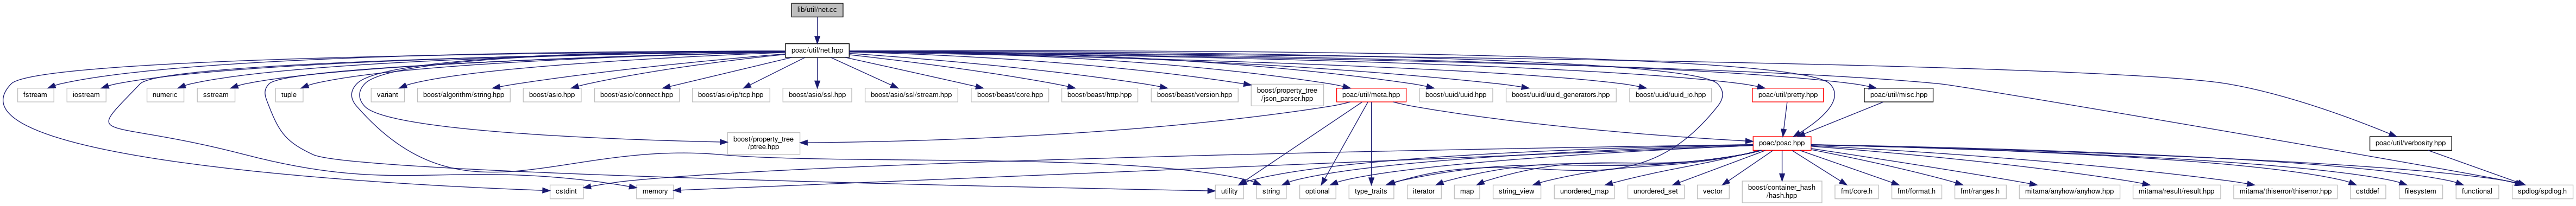 lib/util/net.cc
poac/util/net.hpp
fstream
iostream
numeric
sstream
tuple
variant
boost/algorithm/string.hpp
boost/asio.hpp
boost/asio/connect.hpp
boost/asio/ip/tcp.hpp
boost/asio/ssl.hpp
boost/asio/ssl/stream.hpp
boost/beast/core.hpp
boost/beast/http.hpp
boost/beast/version.hpp
boost/property_tree
/json_parser.hpp
poac/util/meta.hpp
boost/uuid/uuid.hpp
boost/uuid/uuid_generators.hpp
boost/uuid/uuid_io.hpp
poac/util/pretty.hpp
poac/util/misc.hpp
boost/property_tree
/ptree.hpp
poac/poac.hpp
poac/util/verbosity.hpp
cstdint
memory
utility
string
optional
type_traits
iterator
map
string_view
unordered_map
unordered_set
vector
boost/container_hash
/hash.hpp
fmt/core.h
fmt/format.h
fmt/ranges.h
mitama/anyhow/anyhow.hpp
mitama/result/result.hpp
mitama/thiserror/thiserror.hpp
cstddef
filesystem
functional
spdlog/spdlog.h